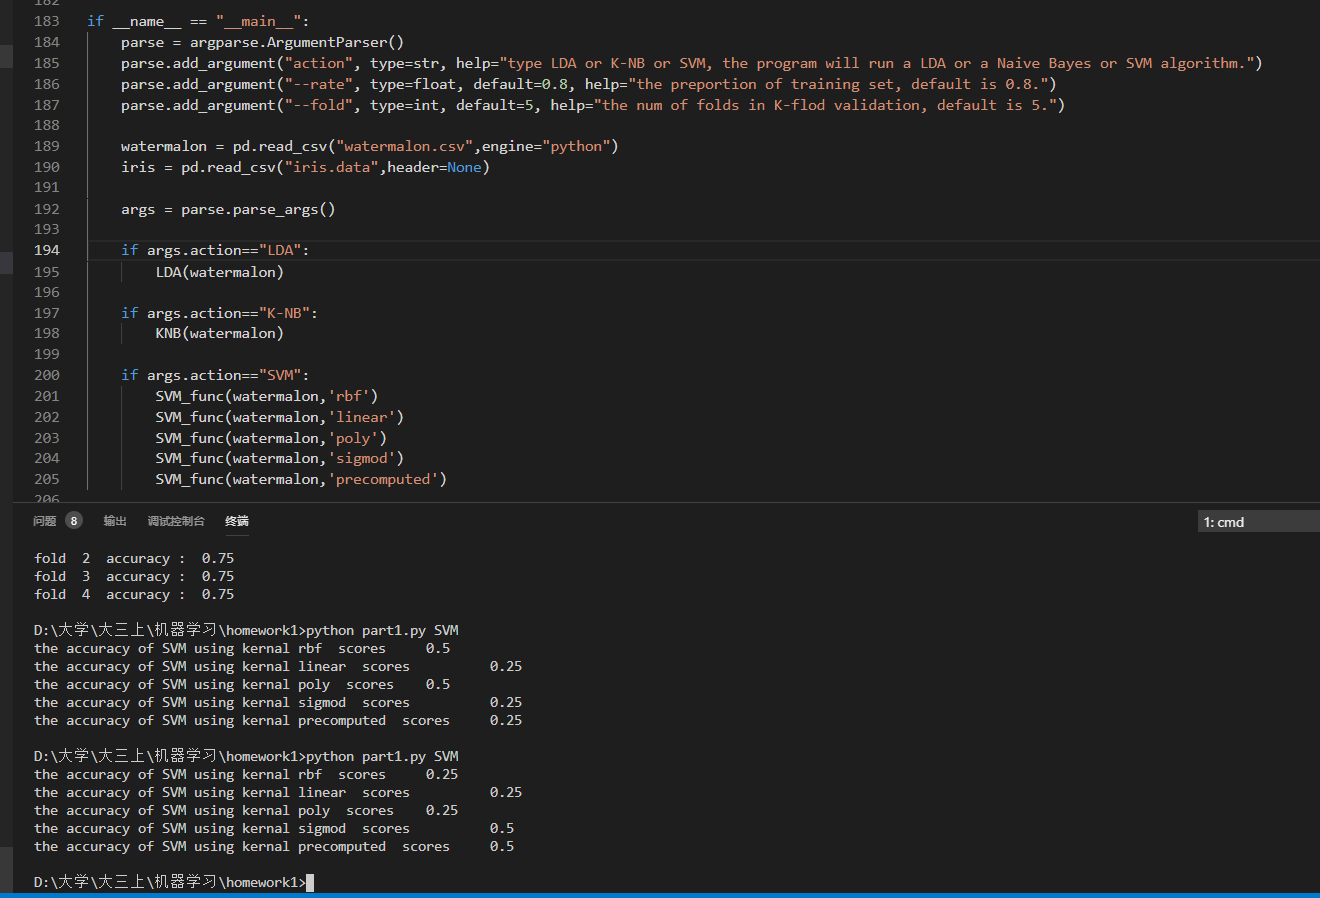 182
183 if __name__ == "__main__":
184 parse = argparse.ArgumentParser()
185 parse.add_argument("action", type=str, help="type LDA or K-NB or SVM, the program will run a LDA or a Naive Bayes or SVM algorithm.")
186 parse.add_argument("--rate", type=float, default=0.8, help="the preportion of training set, default is 0.8.")
187 parse.add_argument("--fold", type=int, default=5, help="the num of folds in K-flod validation, default is 5.")
188
189 watermalon = pd.read_csv("watermalon.csv",engine="python")
190 iris = pd.read_csv("iris.data",header=None)
191
192 args = parse.parse_args()
193
194 if args.action=="LDA":
195 LDA(watermalon)
196
197 if args.action=="K-NB":
198 KNB(watermalon)
199
200 if args.action=="SVM":
201 SVM_func(watermalon,'rbf')
202 SVM_func(watermalon,'linear')
203 SVM_func(watermalon,'poly')
204 SVM_func(watermalon,'sigmod')
205 SVM_func(watermalon,'precomputed')
206
问题 8 输出 调试控制台 终端 1: cmd
fold 2 accuracy : 0.75
fold 3 accuracy : 0.75
fold 4 accuracy : 0.75
D:\大学\大三上\机器学习\homework1>python part1.py SVM
the accuracy of SVM using kernal rbf scores 0.5
the accuracy of SVM using kernal linear scores 0.25
the accuracy of SVM using kernal poly scores 0.5
the accuracy of SVM using kernal sigmod scores 0.25
the accuracy of SVM using kernal precomputed scores 0.25
D:\大学\大三上\机器学习\homework1>python part1.py SVM
the accuracy of SVM using kernal rbf scores 0.25
the accuracy of SVM using kernal linear scores 0.25
the accuracy of SVM using kernal poly scores 0.25
the accuracy of SVM using kernal sigmod scores 0.5
the accuracy of SVM using kernal precomputed scores 0.5
D:\大学\大三上\机器学习\homework1>